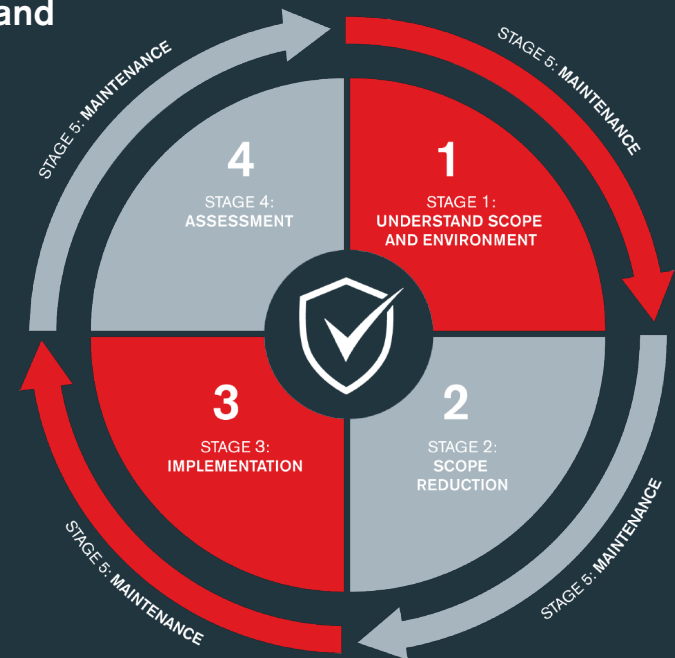 and
STAGE 5: MAINTENANCE
STAGE 5: MAINTENANCE
4
STAGE 4:
ASSESSMENT
1
STAGE 1:
UNDERSTAND SCOPE
AND ENVIRONMENT
3
STAGE 3:
IMPLEMENTATION
2
STAGE 2:
SCOPE
REDUCTION
STAGE 5: MAINTENANCE
STAGE 5: MAINTENANCE